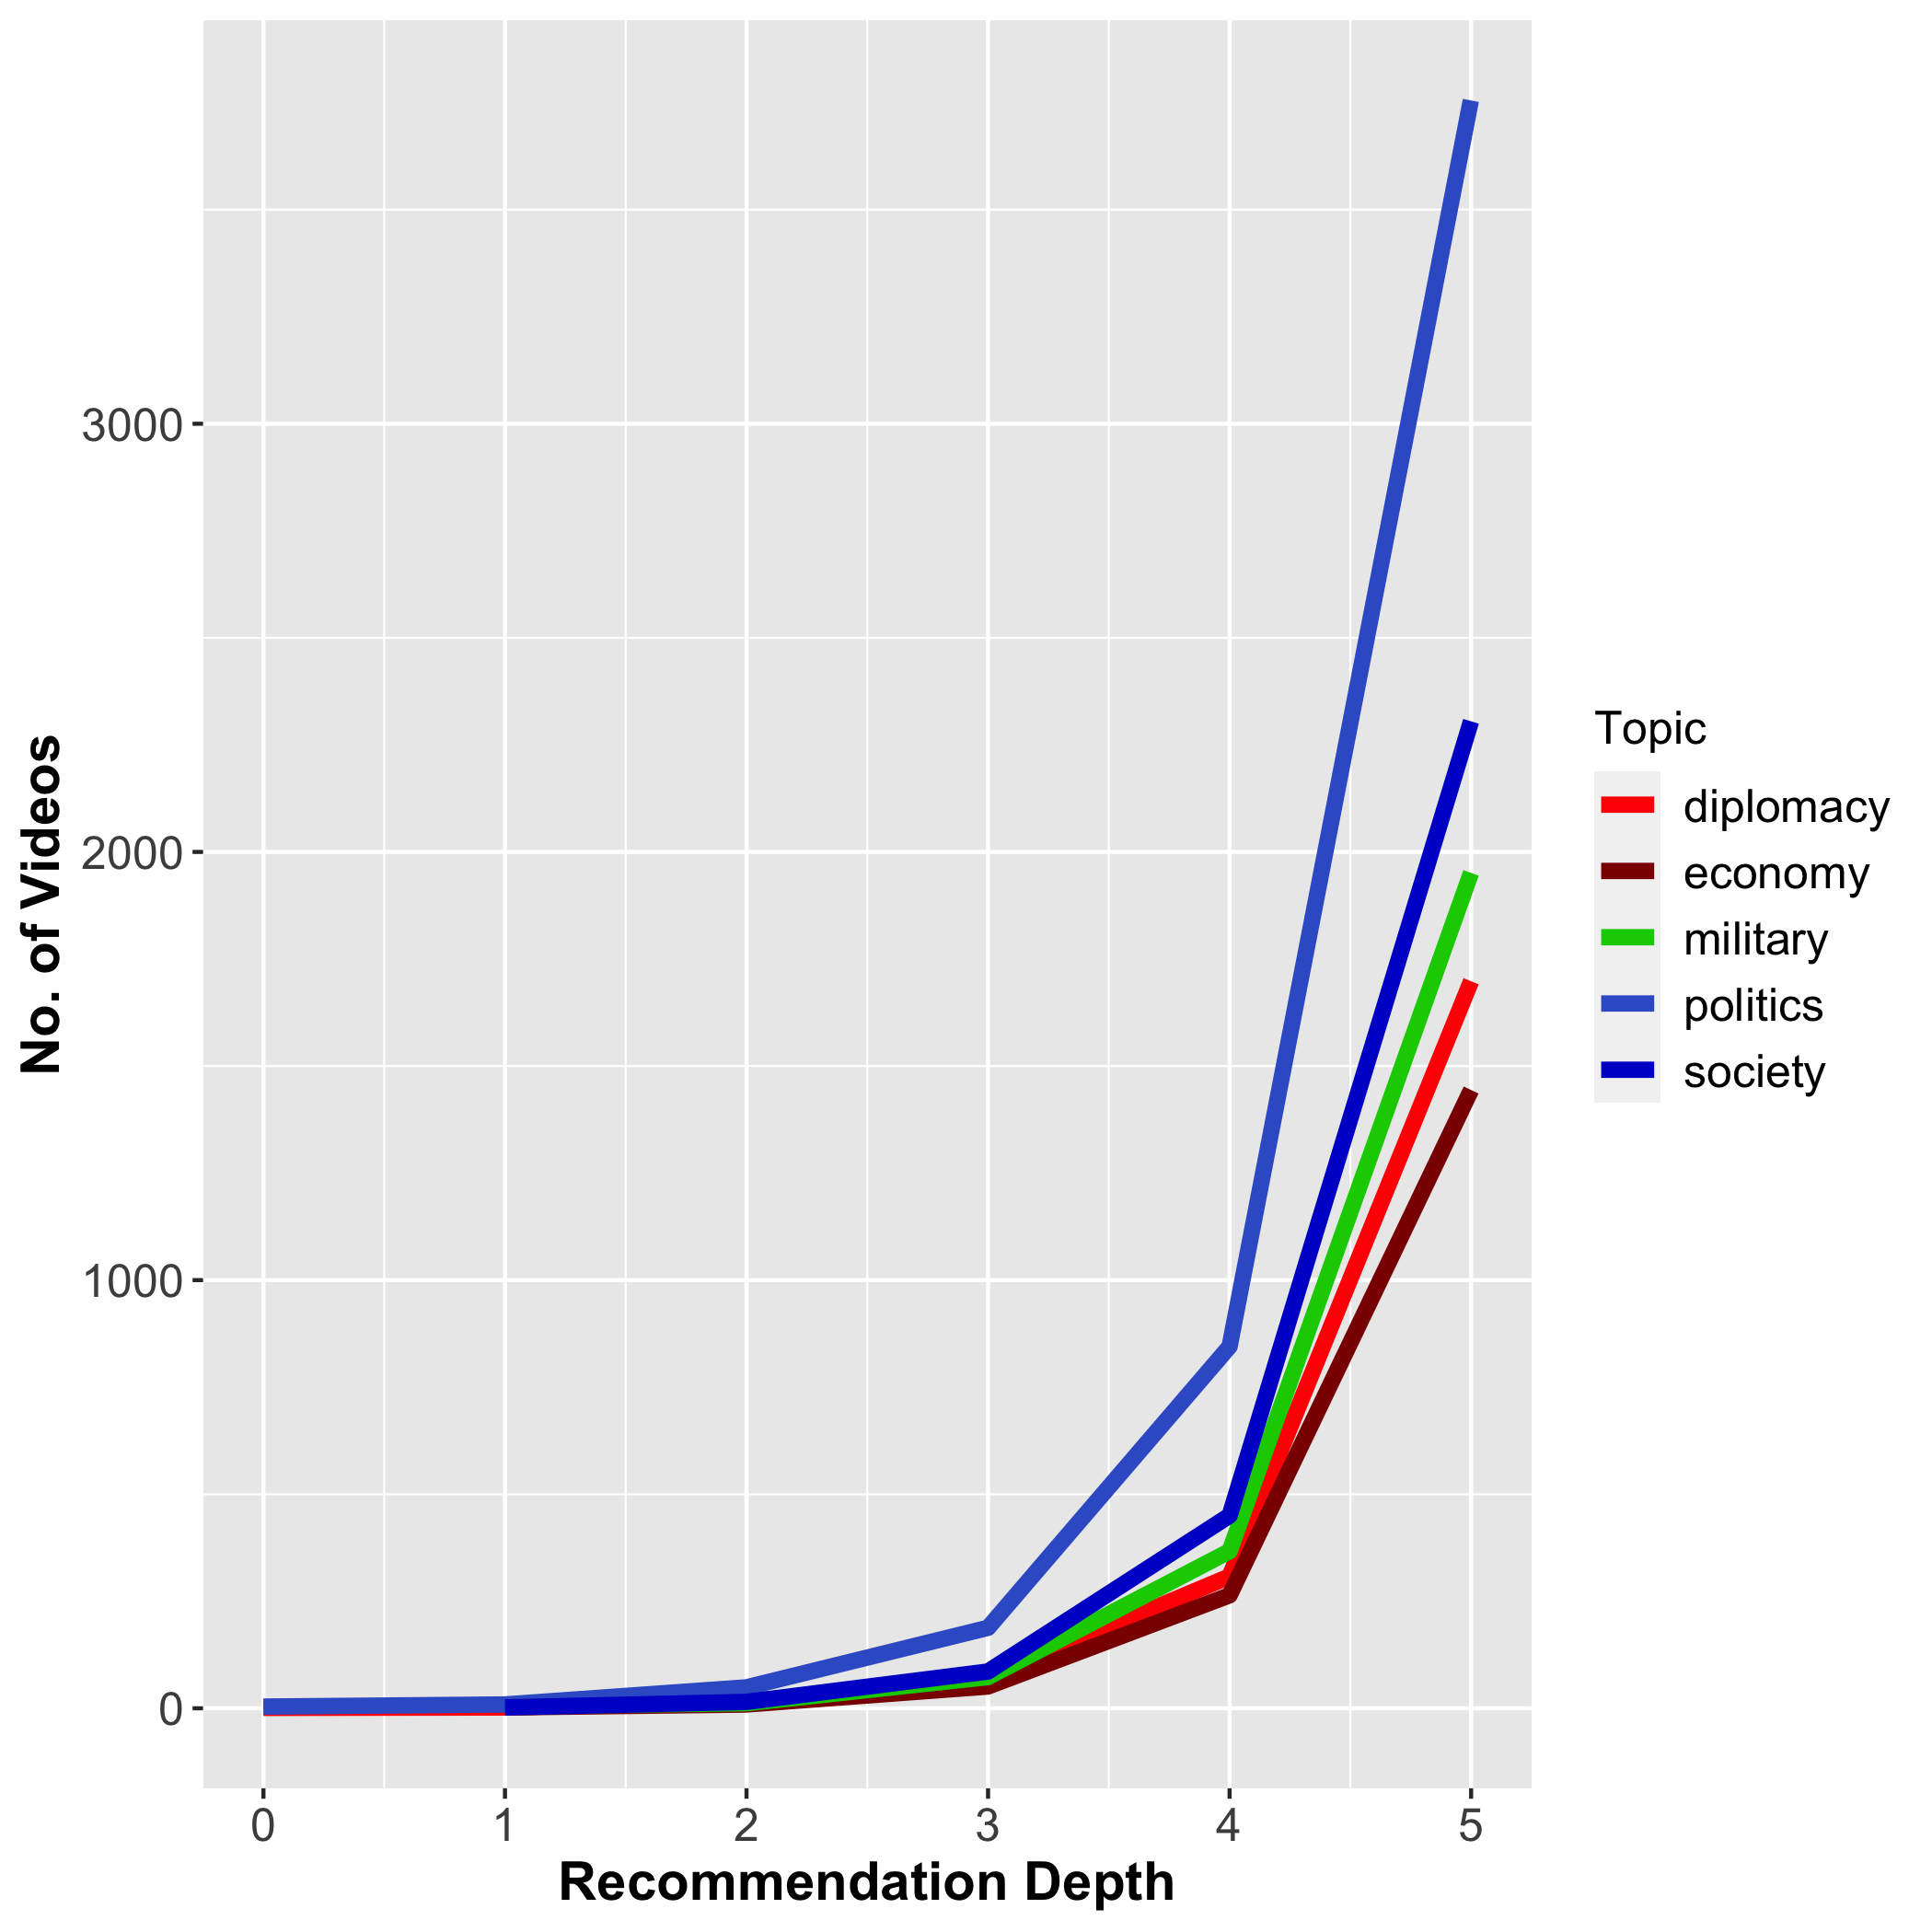 3000
2000
1000
0
No. of Videos
0 1 2 3 4 5
Recommendation Depth
Topic
diplomacy
economy
military
politics
society